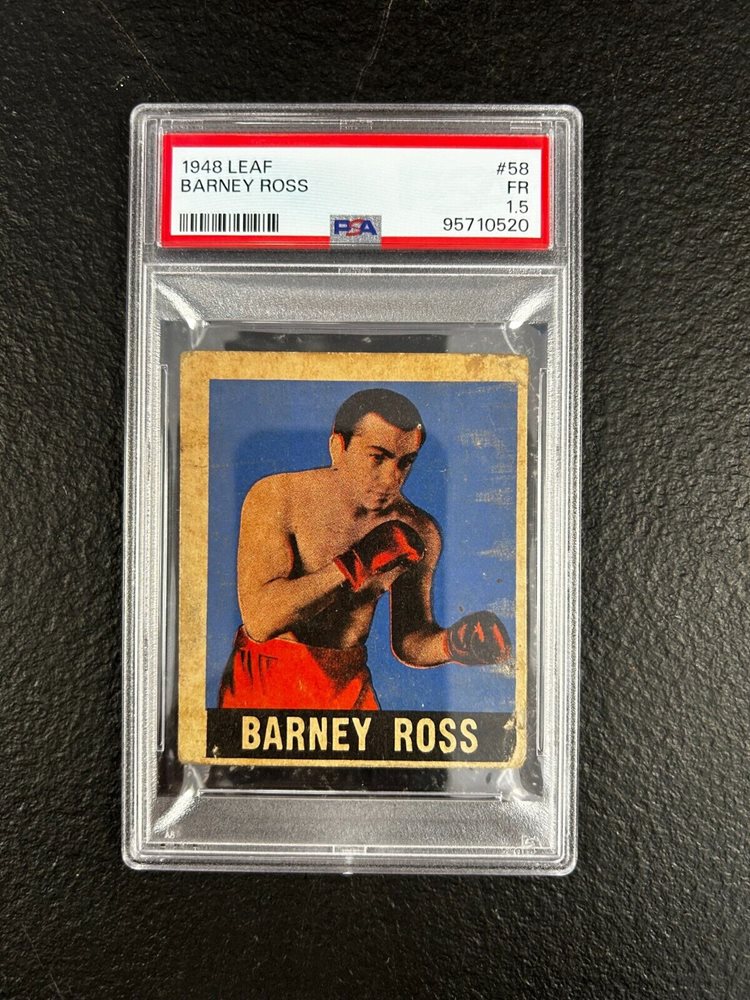 1948 LEAF #58
BARNEY ROSS FR
1.5
PSA 95710520
BARNEY ROSS